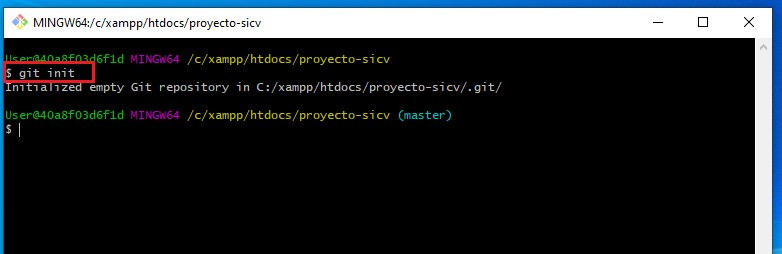 MINGW64:/c/xampp/htdocs/proyecto-sicv
User@40a8f03d6f1d MINGW64 /c/xampp/htdocs/proyecto-sicv
$ git init
Initialized empty Git repository in C:/xampp/htdocs/proyecto-sicv/.git/
User@40a8f03d6f1d MINGW64 /c/xampp/htdocs/proyecto-sicv (master)
$